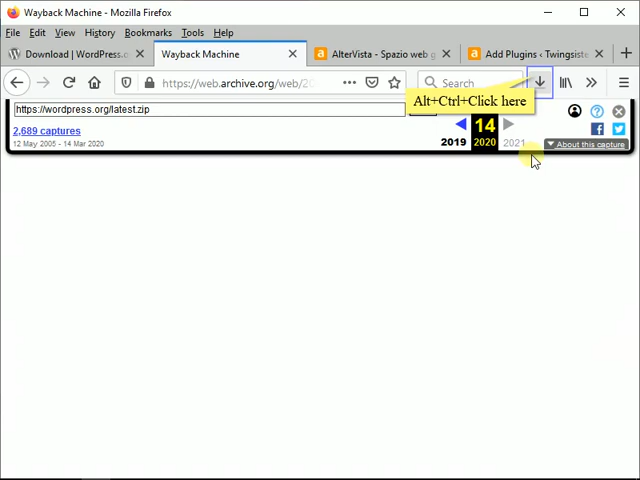 Wayback Machine - Mozilla Firefox
File Edit View History Bookmarks Tools Help
Download | WordPress.o
Wayback Machine
AlterVista - Spazio web g
Add Plugins ‹ Twingsiste
https://web.archive.org/web/20
Search
Alt+Ctrl+Click here
https://wordpress.org/latest.zip
2,689 captures
12 May 2005 - 14 Mar 2020
14
2019 2020 2021
About this capture